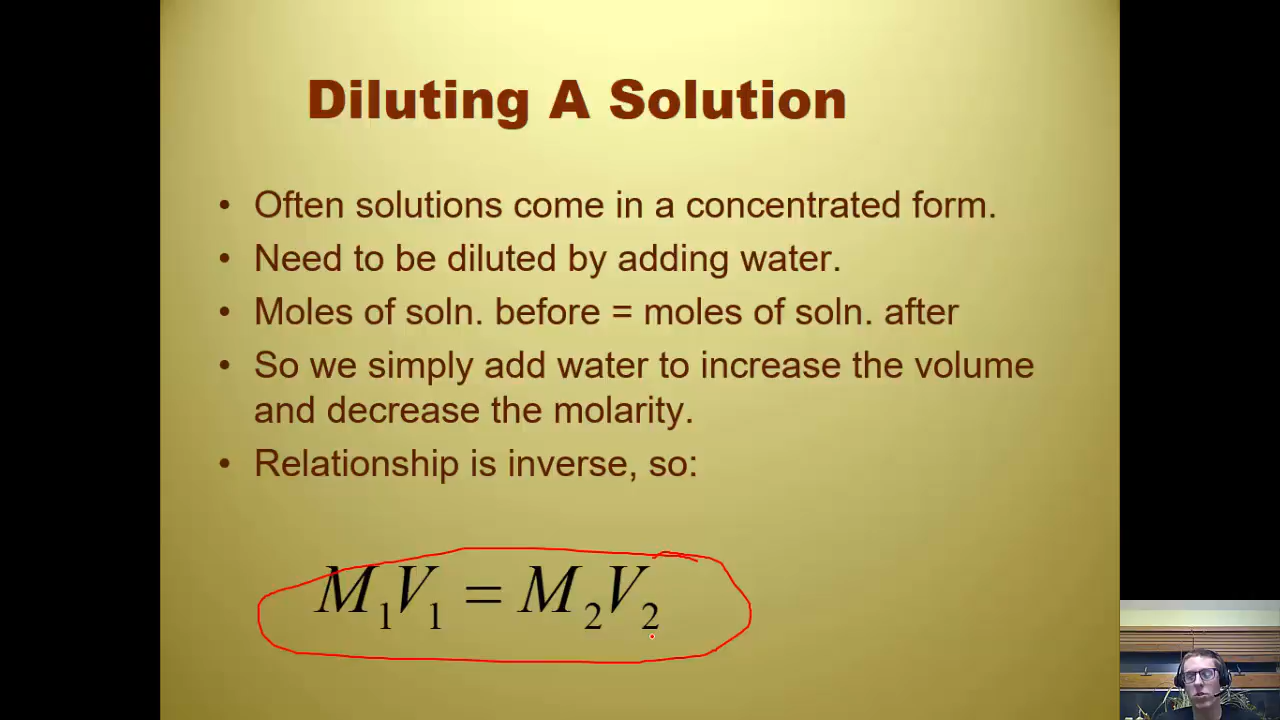 Diluting A Solution
• Often solutions come in a concentrated form.
• Need to be diluted by adding water.
• Moles of soln. before = moles of soln. after
• So we simply add water to increase the volume
and decrease the molarity.
• Relationship is inverse, so:
M₁V₁ = M₂V₂